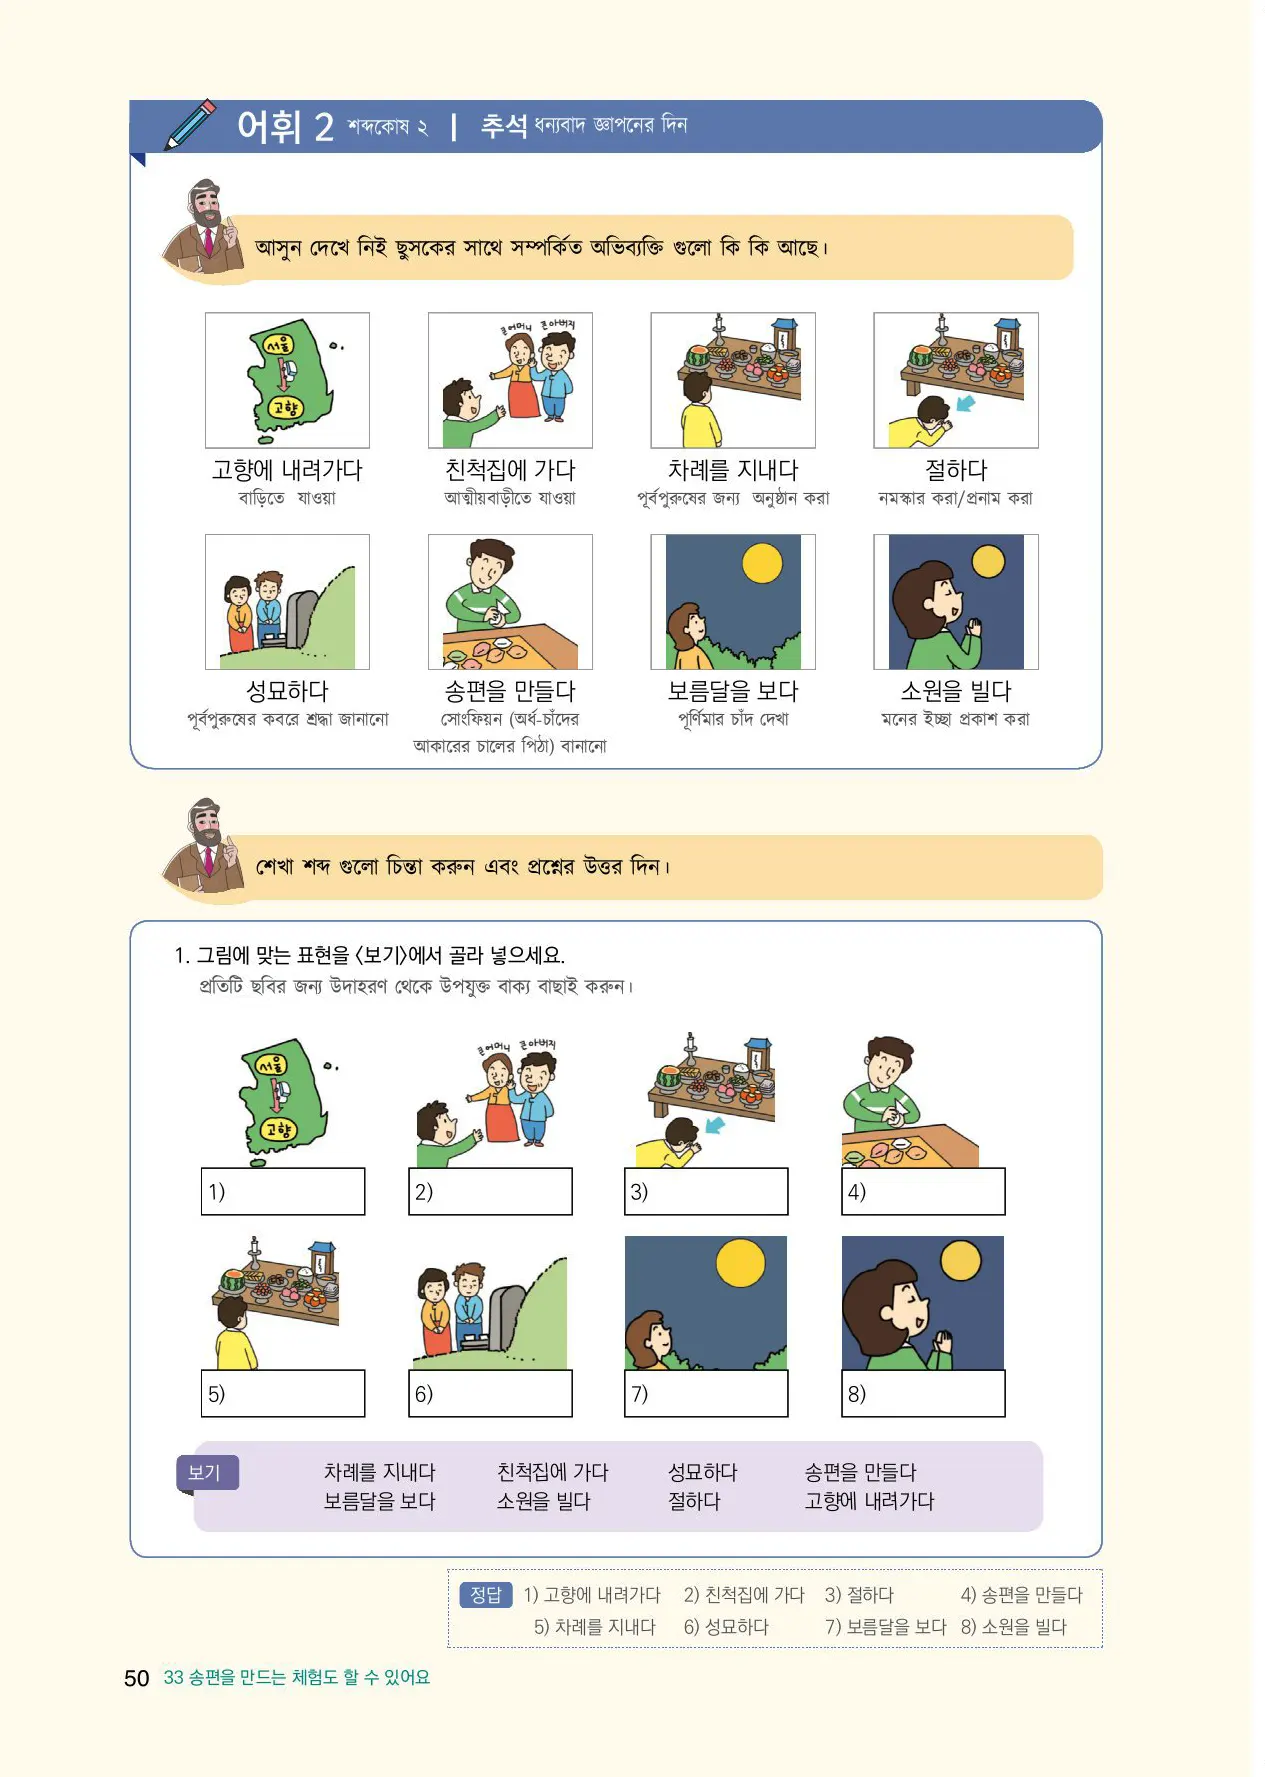 어휘 2 শব্দকোষ ২ | 추석 ধন্যবাদ জ্ঞাপনের দিন
আসুন দেখে নিই ছুসকের সাথে সম্পর্কিত অভিব্যক্তি গুলো কি কি আছে।
서울
고향
큰어머니 큰아버지
고향에 내려가다
বাড়িতে যাওয়া
친척집에 가다
আত্মীয়বাড়ীতে যাওয়া
차례를 지내다
পূর্বপুরুষের জন্য অনুষ্ঠান করা
절하다
নমস্কার করা/প্রনাম করা
성묘하다
পূর্বপুরুষের কবরে শ্রদ্ধা জানানো
송편을 만들다
সোংফিয়ন (অর্ধ-চাঁদের
আকারের চালের পিঠা) বানানো
보름달을 보다
পূর্ণিমার চাঁদ দেখা
소원을 빌다
মনের ইচ্ছা প্রকাশ করা
শেখা শব্দ গুলো চিন্তা করুন এবং প্রশ্নের উত্তর দিন।
1. 그림에 맞는 표현을 〈보기〉에서 골라 넣으세요.
প্রতিটি ছবির জন্য উদাহরণ থেকে উপযুক্ত বাক্য বাছাই করুন।
서울
고향
큰어머니 큰아버지
1) 2) 3) 4)
5) 6) 7) 8)
보기 차례를 지내다 친척집에 가다 성묘하다 송편을 만들다
보름달을 보다 소원을 빌다 절하다 고향에 내려가다
정답 1) 고향에 내려가다 2) 친척집에 가다 3) 절하다 4) 송편을 만들다
5) 차례를 지내다 6) 성묘하다 7) 보름달을 보다 8) 소원을 빌다
50 33 송편을 만드는 체험도 할 수 있어요